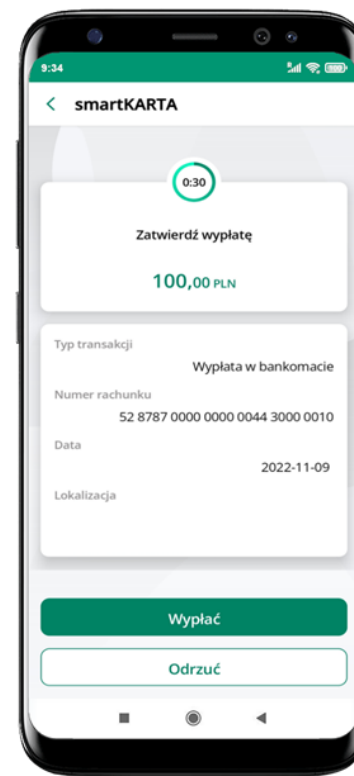 9:34
smartKARTA
0:30
Zatwierdź wypłatę
100,00 PLN
Typ transakcji
Wypłata w bankomacie
Numer rachunku
52 8787 0000 0000 0044 3000 0010
Data
2022-11-09
Lokalizacja
Wypłać
Odrzuć